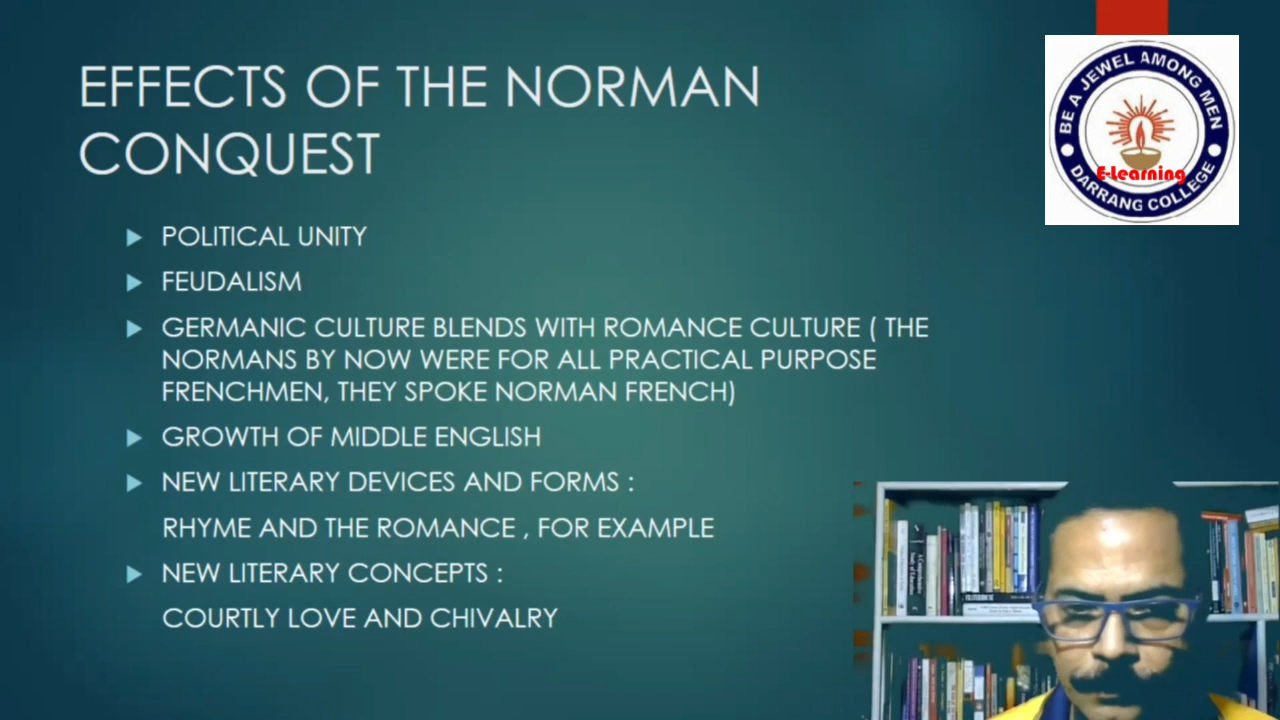 EFFECTS OF THE NORMAN
CONQUEST
POLITICAL UNITY
FEUDALISM
GERMANIC CULTURE BLENDS WITH ROMANCE CULTURE ( THE
NORMANS BY NOW WERE FOR ALL PRACTICAL PURPOSE
FRENCHMEN, THEY SPOKE NORMAN FRENCH)
GROWTH OF MIDDLE ENGLISH
NEW LITERARY DEVICES AND FORMS :
RHYME AND THE ROMANCE , FOR EXAMPLE
NEW LITERARY CONCEPTS :
COURTLY LOVE AND CHIVALRY
BE A JEWEL AMONG MEN
E-Learning
DARRANG COLLEGE